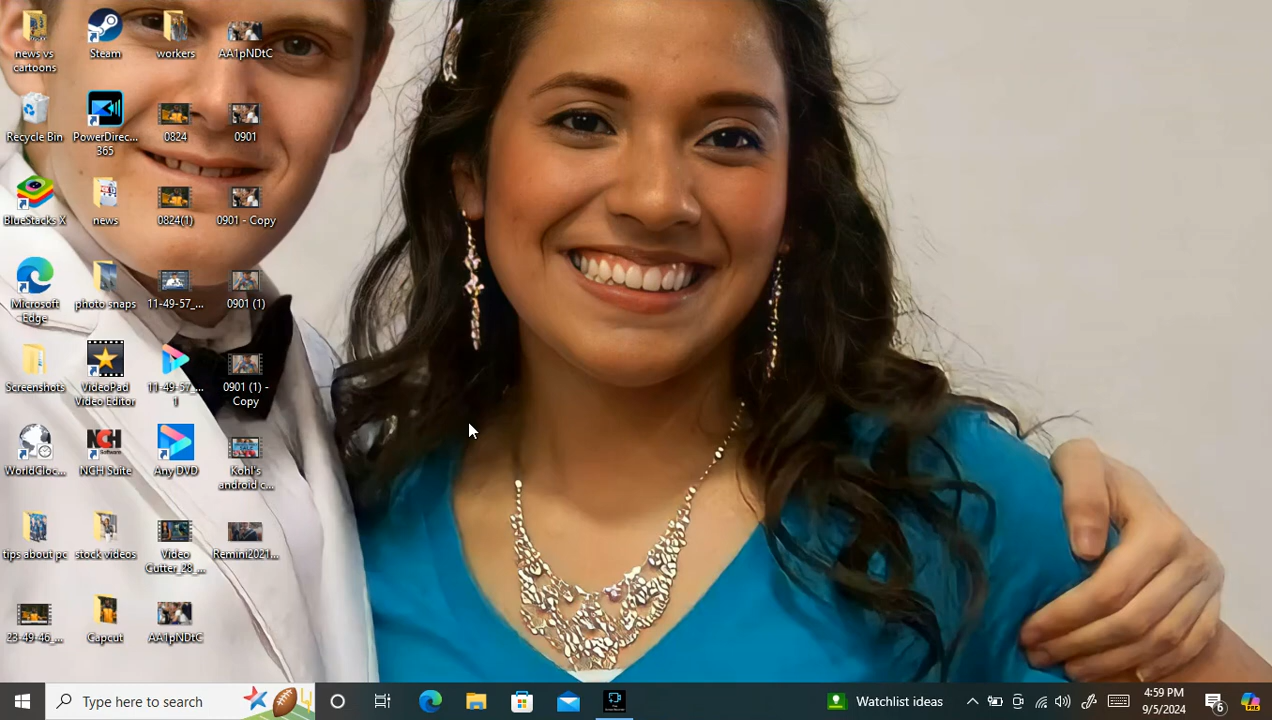 news vs
cartoons
Steam
workers
AA1pNDtC
Recycle Bin
PowerDirec...
365
0824
0901
BlueStacks X
news
0824(1)
0901 - Copy
Microsoft
Edge
photo snaps
11-49-57_...
0901 (1)
Screenshots
VideoPad
Video Editor
11-49-57_...
1
0901 (1) -
Copy
WorldCloc...
NCH
NCH Suite
Any DVD
Kohl's
android c...
tips about pc
stock videos
Video
Cutter_28_...
Remini2021...
23-49-46_...
Capcut
AA1pNDtC
Type here to search
Watchlist ideas
4:59 PM
9/5/2024
6
PRE